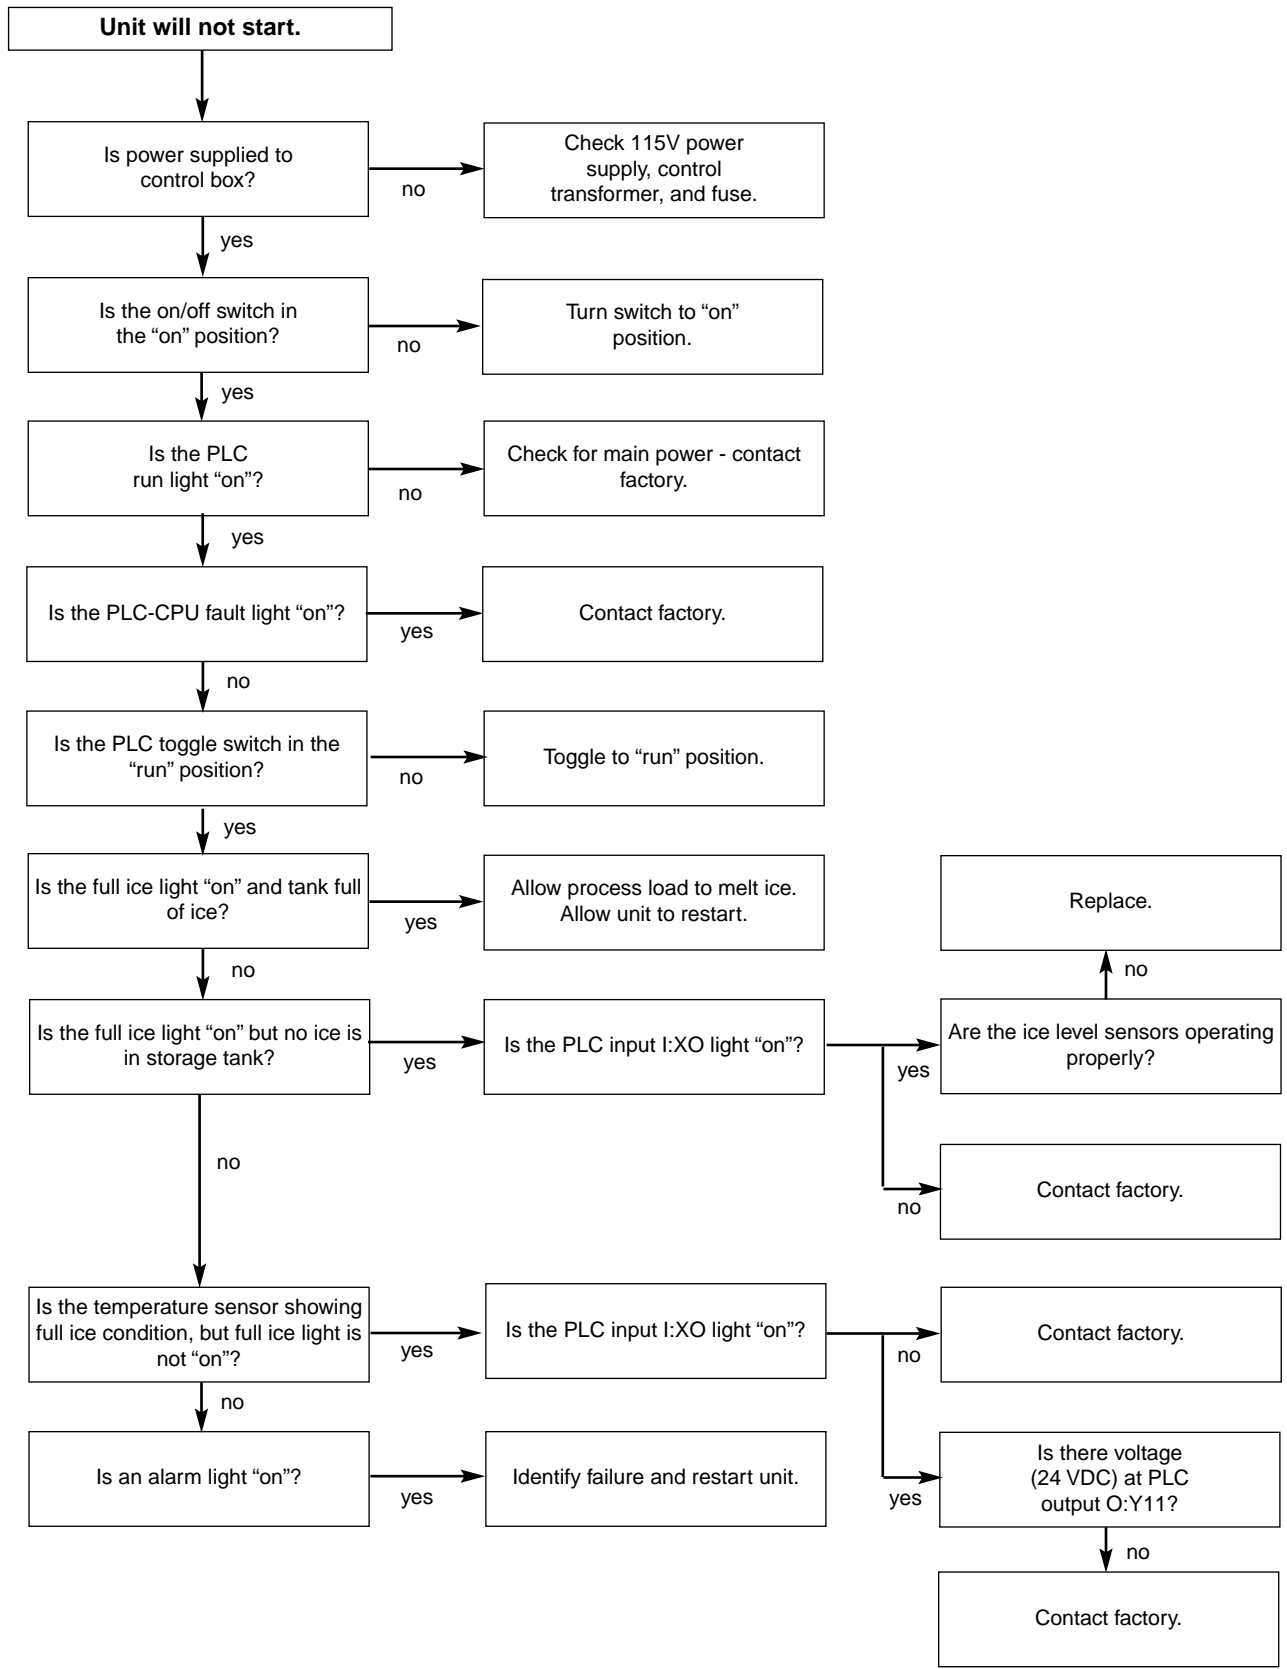 Unit will not start.
Is power supplied to
control box?
no
Check 115V power
supply, control
transformer, and fuse.
yes
Is the on/off switch in
the “on” position?
no
Turn switch to “on”
position.
yes
Is the PLC
run light “on”?
no
Check for main power - contact
factory.
yes
Is the PLC-CPU fault light “on”?
yes
Contact factory.
no
Is the PLC toggle switch in the
“run” position?
no
Toggle to “run” position.
yes
Is the full ice light “on” and tank full
of ice?
yes
Allow process load to melt ice.
Allow unit to restart.
Replace.
no
no
Is the full ice light “on” but no ice is
in storage tank?
yes
Is the PLC input I:XO light “on”?
yes
Are the ice level sensors operating
properly?
no
no
Contact factory.
Is the temperature sensor showing
full ice condition, but full ice light is
not “on”?
yes
Is the PLC input I:XO light “on”?
no
Contact factory.
no
Is an alarm light “on”?
yes
Identify failure and restart unit.
yes
Is there voltage
(24 VDC) at PLC
output O:Y11?
no
Contact factory.